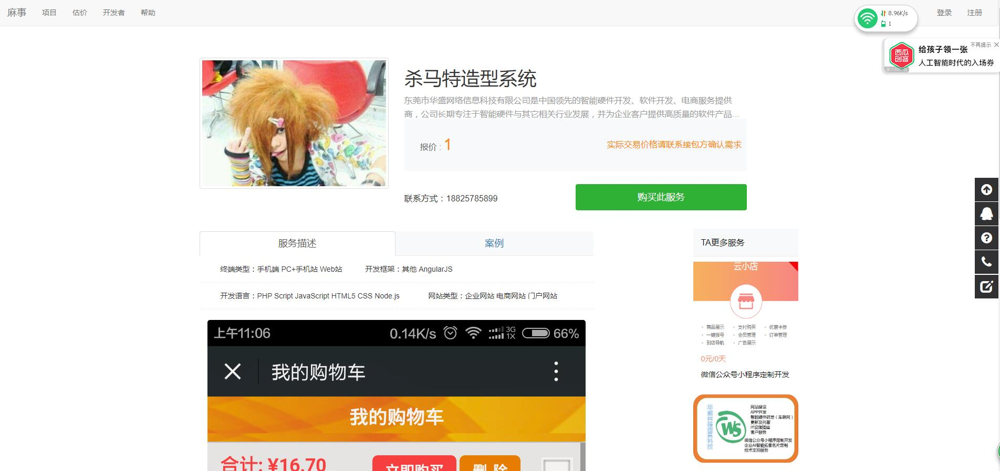 麻事 项目 估价 开发者 帮助
8.96K/s
1
登录 注册
西瓜
创客
给孩子领一张
不再提示
人工智能时代的入场券
杀马特造型系统
东莞市华盛网络信息科技有限公司是中国领先的智能硬件开发、软件开发、电商服务提供
商，公司长期专注于智能硬件与其它相关行业发展，并为企业客户提供高质量的软件产品...
报价 : 1
实际交易价格请联系接包方确认需求
联系方式：18825785899
购买此服务
服务描述
案例
终端类型：手机端 PC+手机站 Web站
开发框架：其他 AngularJS
开发语言：PHP Script JavaScript HTML5 CSS Node.js
网站类型：企业网站 电商网站 门户网站
上午11:06
0.14K/s
3G
1X
66%
我的购物车
我的购物车
合计: ¥16.70
立即购买
删 除
TA更多服务
云小店
商品展示 支付购买 优惠卡券
一键拨号 会员管理 订单管理
到店导航 广告展示
0元/0天
微信公众号小程序定制开发
华盛网络信息科技
WS
网站建设
APP开发
智能硬件研发（车联网）
更新及托管
IT设施搭建
客户服务
微信公众号小程序定制开发
企业AI智能拓客名片定制
技术支持服务